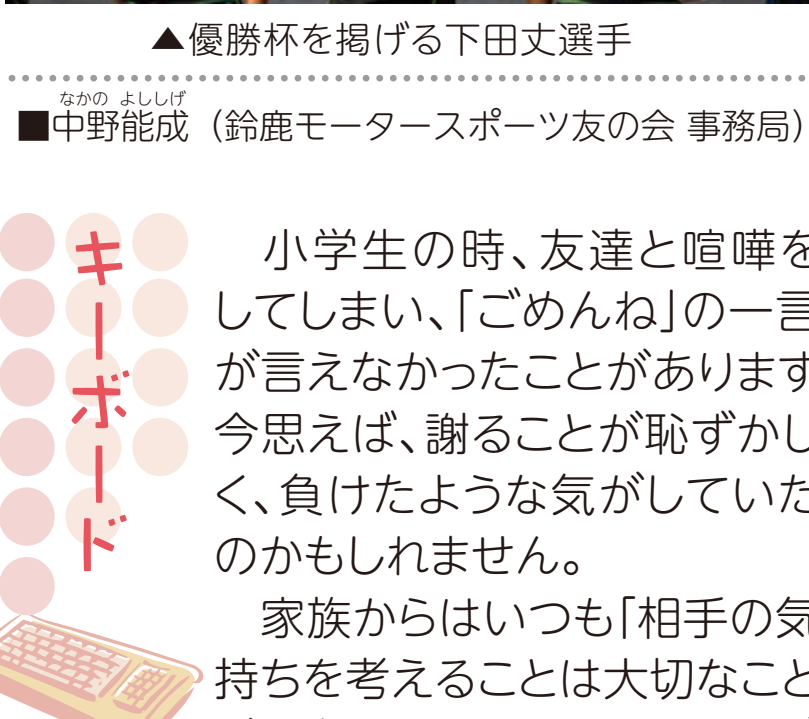 ▲優勝杯を掲げる下田丈選手
なかの よししげ
■中野能成（鈴鹿モータースポーツ友の会 事務局）
キーボード
小学生の時、友達と喧嘩を
してしまい、「ごめんね」の一言
が言えなかったことがあります
今思えば、謝ることが恥ずかし
く、負けたような気がしていた
のかもしれません。
家族からはいつも「相手の気
持ちを考えることは大切なこと